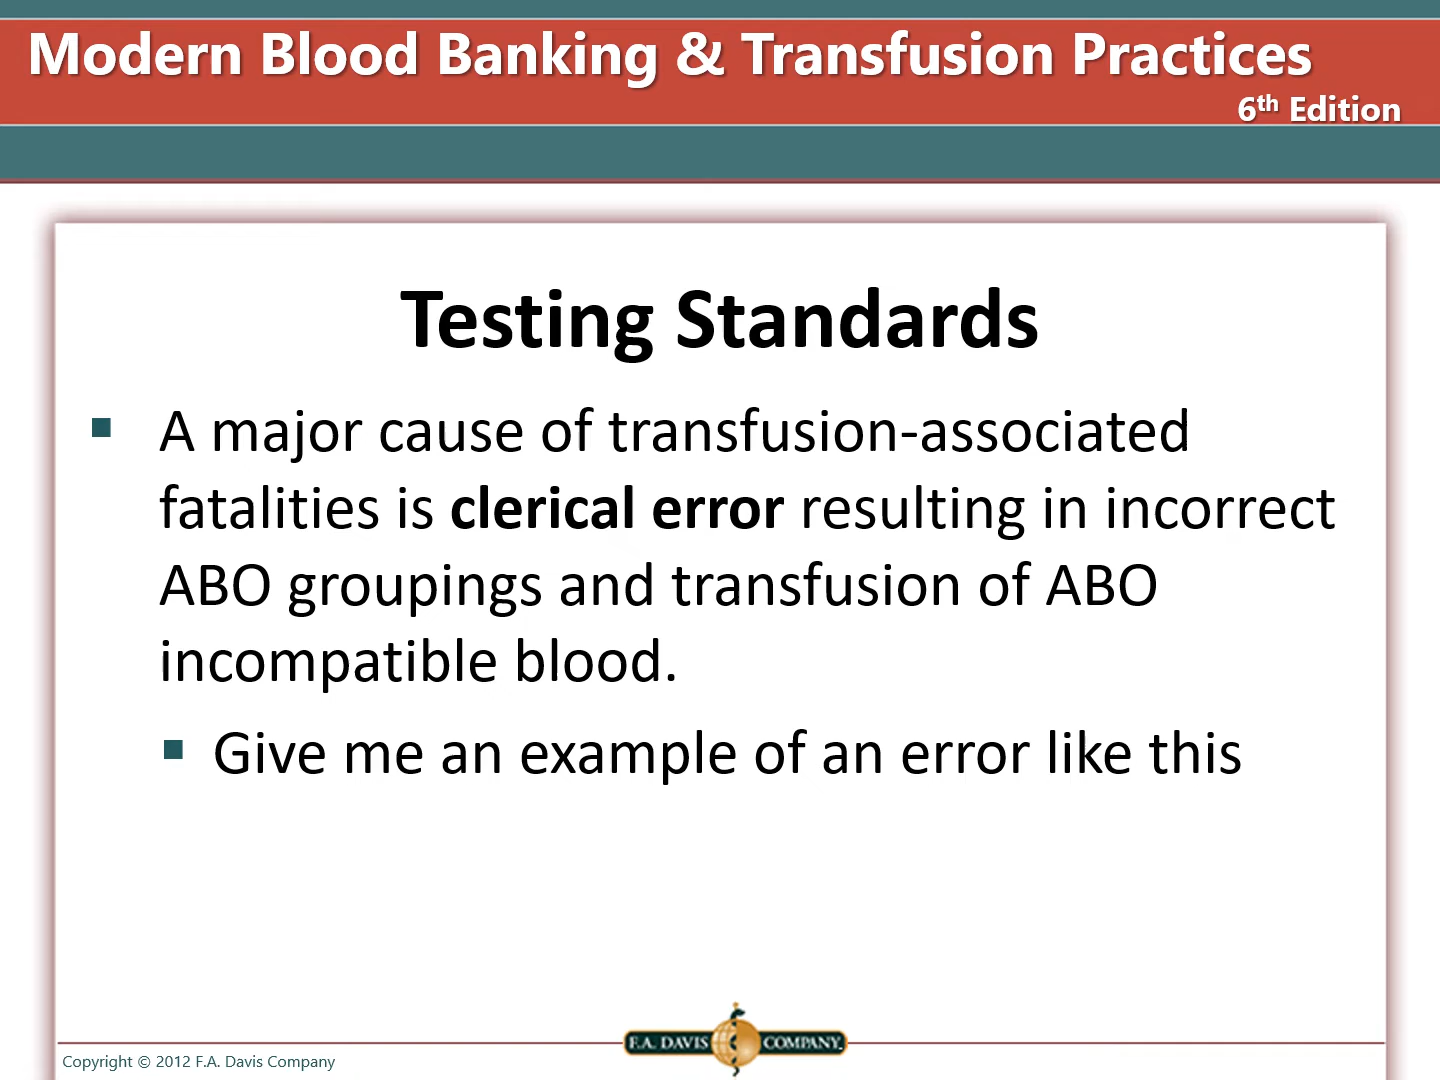 Modern Blood Banking & Transfusion Practices
6th Edition
Testing Standards
▪ A major cause of transfusion-associated
fatalities is clerical error resulting in incorrect
ABO groupings and transfusion of ABO
incompatible blood.
▪ Give me an example of an error like this
F.A. DAVIS COMPANY
Copyright © 2012 F.A. Davis Company